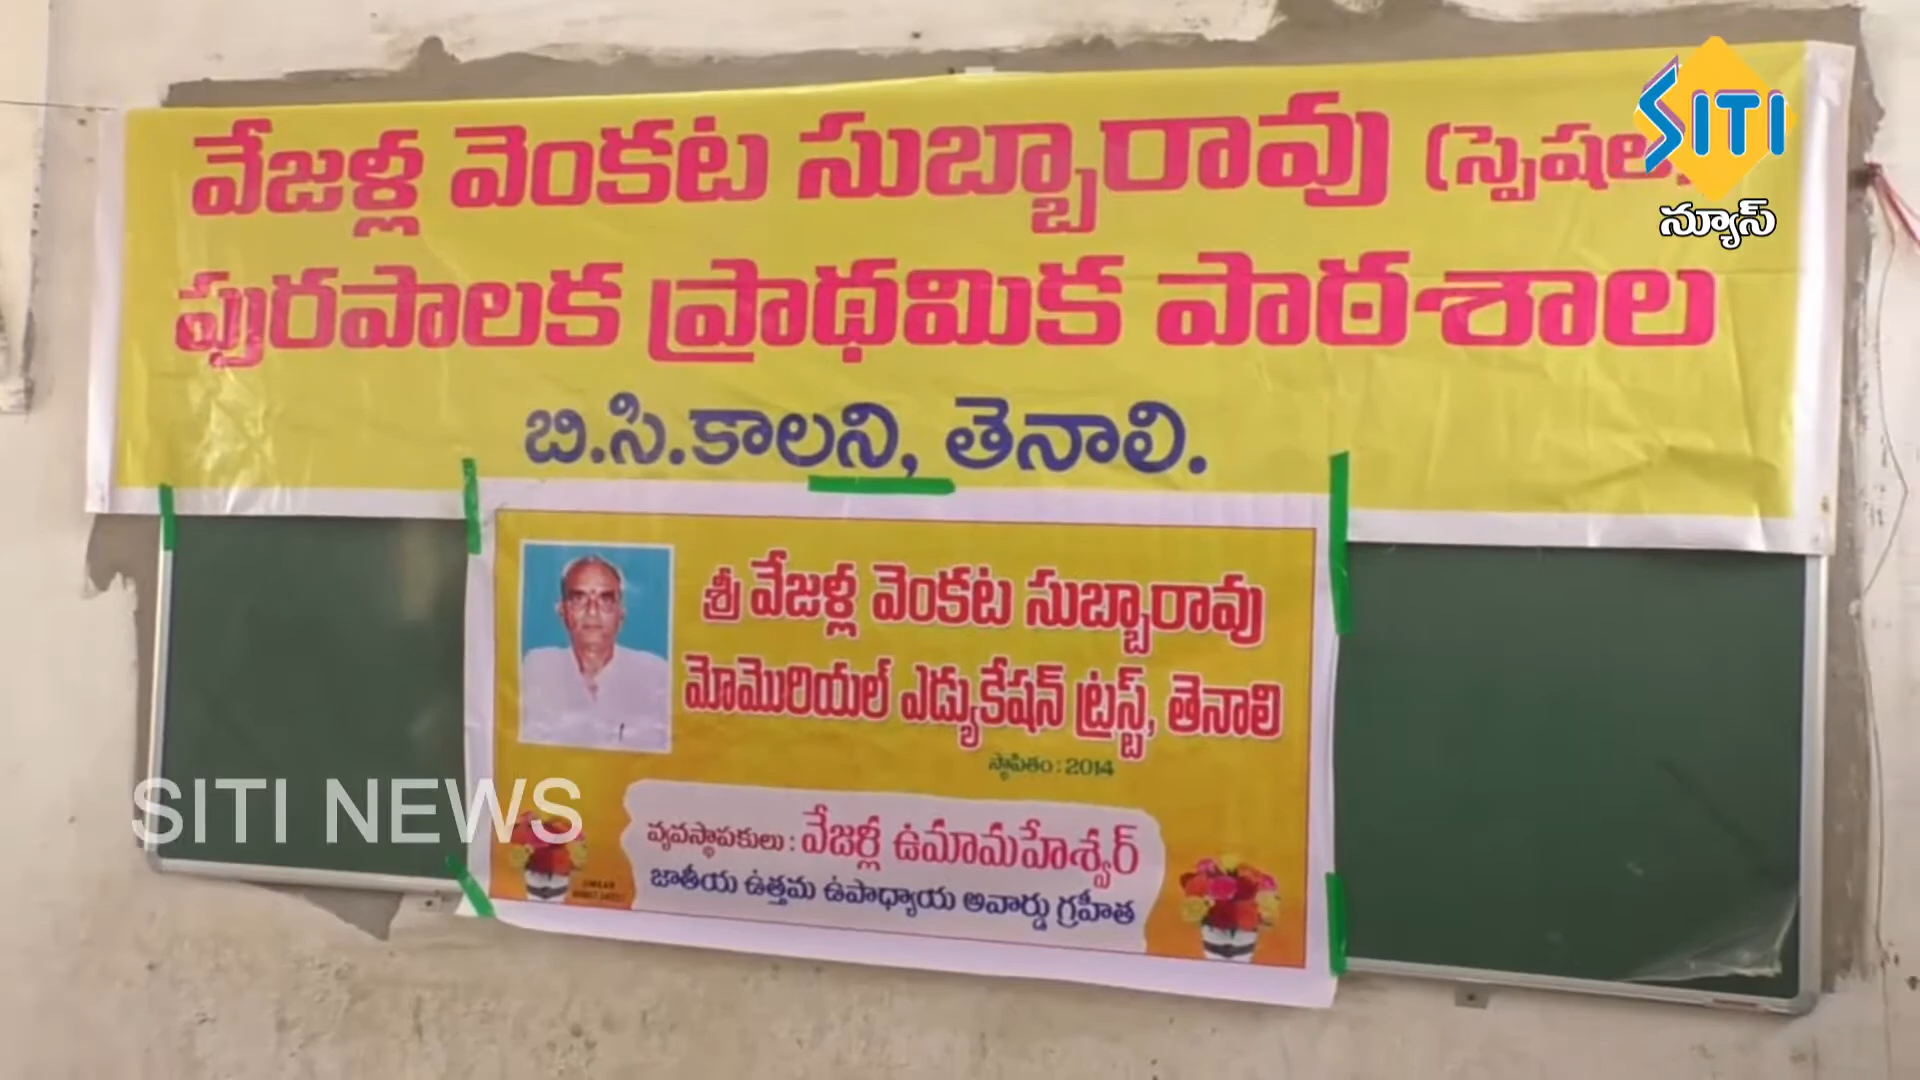 వేజళ్ల వెంకట సుబ్బారావు (స్పెషల్)
పురపాలక ప్రాథమిక పాఠశాల
బి.సి.కాలని, తెనాలి.
శ్రీ వేజళ్ల వెంకట సుబ్బారావు
మోమొరియల్ ఎడ్యుకేషన్ ట్రస్ట్, తెనాలి
స్థాపితం : 2014
వ్యవస్థాపకులు : వేజళ్ల ఉమామహేశ్వర్
జాతీయ ఉత్తమ ఉపాధ్యాయ అవార్డు గ్రహీత
SITI
న్యూస్
SITI NEWS